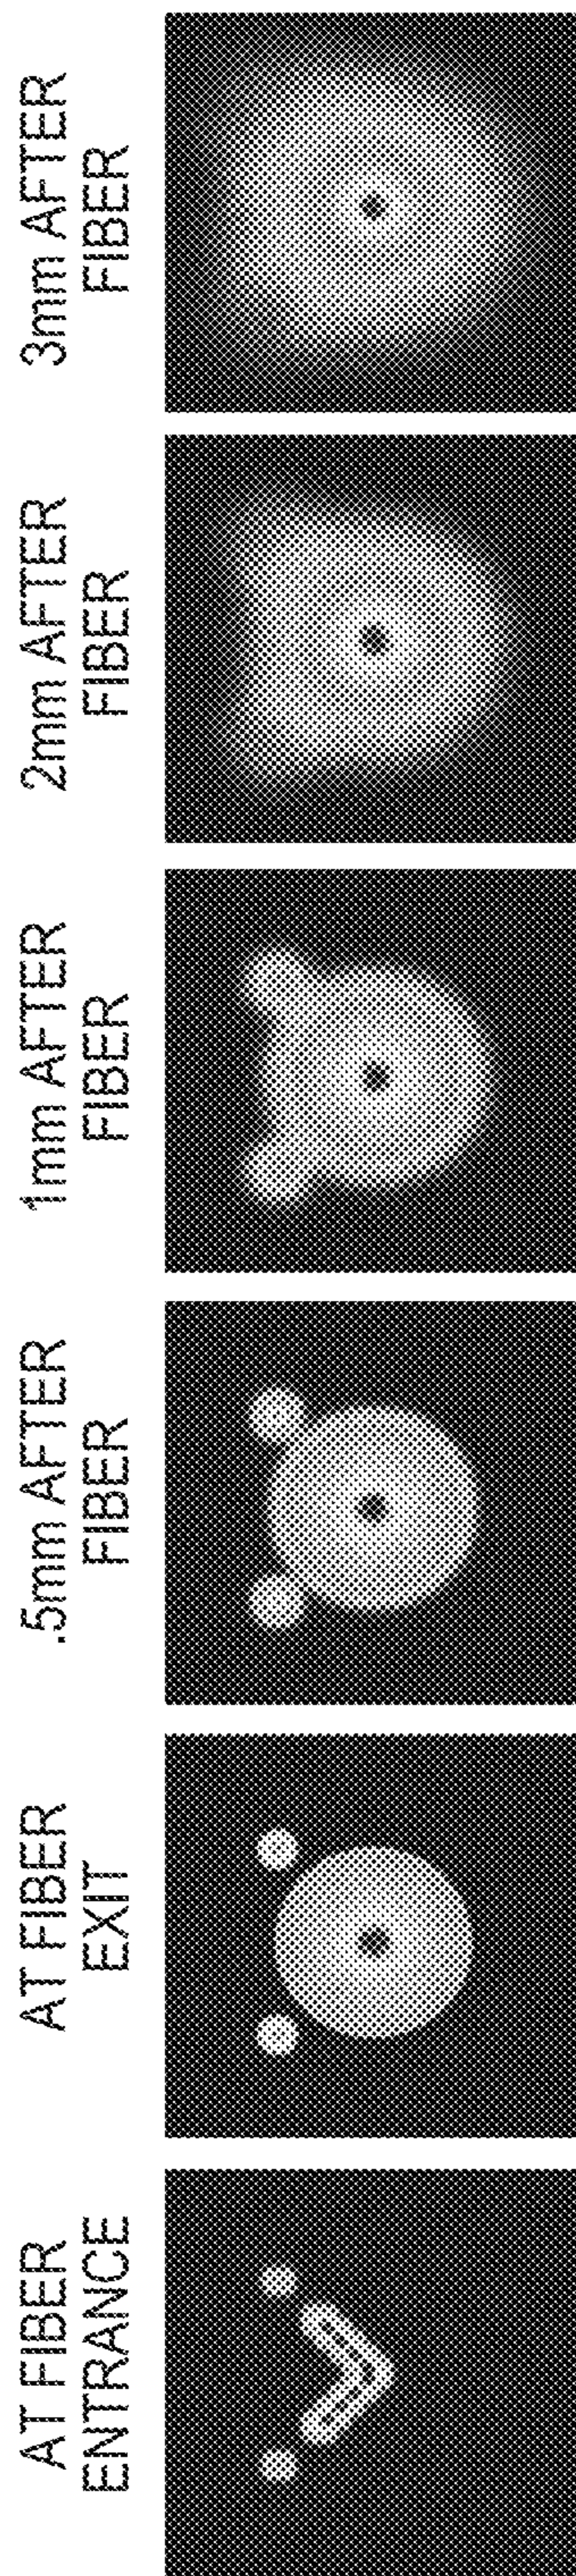 AT FIBER
ENTRANCE
AT FIBER
EXIT
.5mm AFTER
FIBER
1mm AFTER
FIBER
2mm AFTER
FIBER
3mm AFTER
FIBER